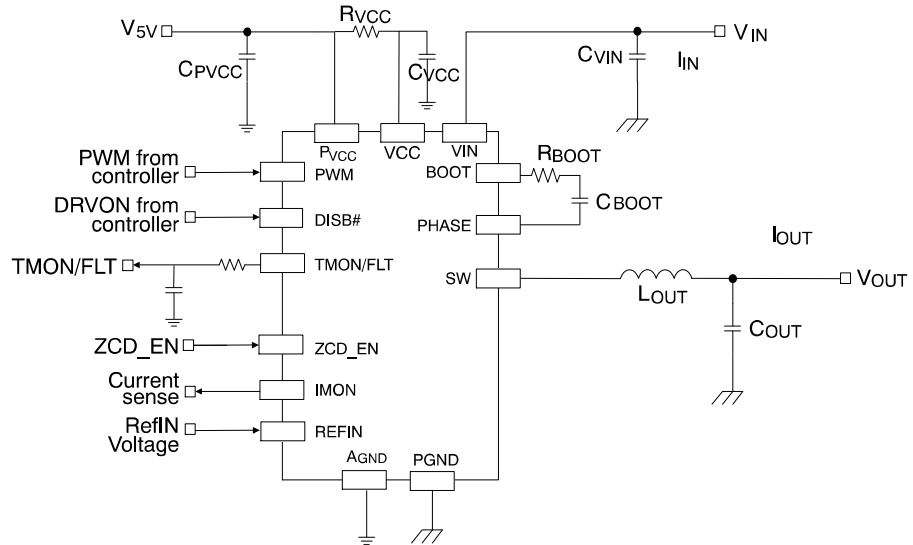 V5V
RVCC
CPVCC
CVCC
CVIN
IIN
VIN
PVCC
VCC
VIN
PWM from
controller
PWM
BOOT
RBOOT
CBOOT
DRVON from
controller
DISB#
PHASE
TMON/FLT
TMON/FLT
SW
IOUT
LOUT
VOUT
COUT
ZCD_EN
ZCD_EN
Current
sense
IMON
RefIN
Voltage
REFIN
AGND
PGND